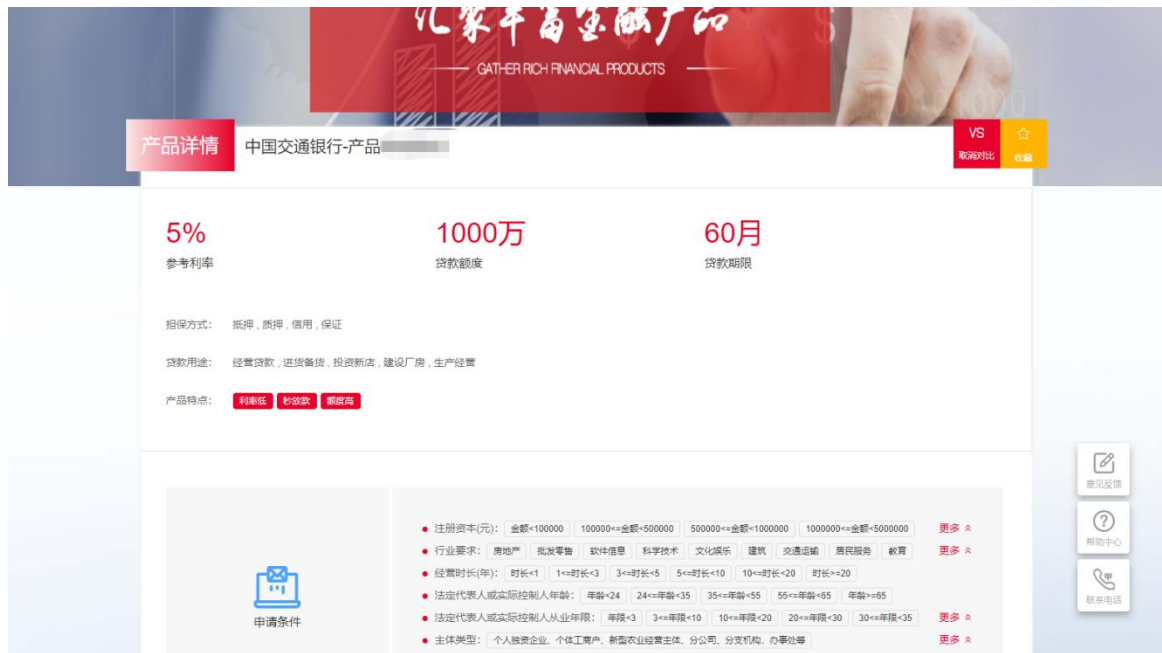 汇聚丰富金融产品
GATHER RICH FINANCIAL PRODUCTS
产品详情
中国交通银行-产品
VS
取消对比
收藏
5%
1000万
60月
参考利率
贷款额度
贷款期限
担保方式： 抵押 , 质押 , 信用 , 保证
贷款用途： 经营贷款 , 进货备货 , 投资新店 , 建设厂房 , 生产经营
产品特点： 利率低 秒放款 额度高
意见反馈
帮助中心
联系电话
申请条件
注册资本(元)： 金额<100000 100000<=金额<500000 500000<=金额<1000000 1000000<=金额<5000000 更多
行业要求： 房地产 批发零售 软件信息 科学技术 文化娱乐 建筑 交通运输 居民服务 教育 更多
经营时长(年)： 时长<1 1<=时长<3 3<=时长<5 5<=时长<10 10<=时长<20 时长>=20
法定代表人或实际控制人年龄： 年龄<24 24<=年龄<35 35<=年龄<55 55<=年龄<65 年龄>=65
法定代表人或实际控制人从业年限： 年限<3 3<=年限<10 10<=年限<20 20<=年限<30 30<=年限<35 更多
主体类型： 个人独资企业、个体工商户、新型农业经营主体、分公司、分支机构、办事处等 更多